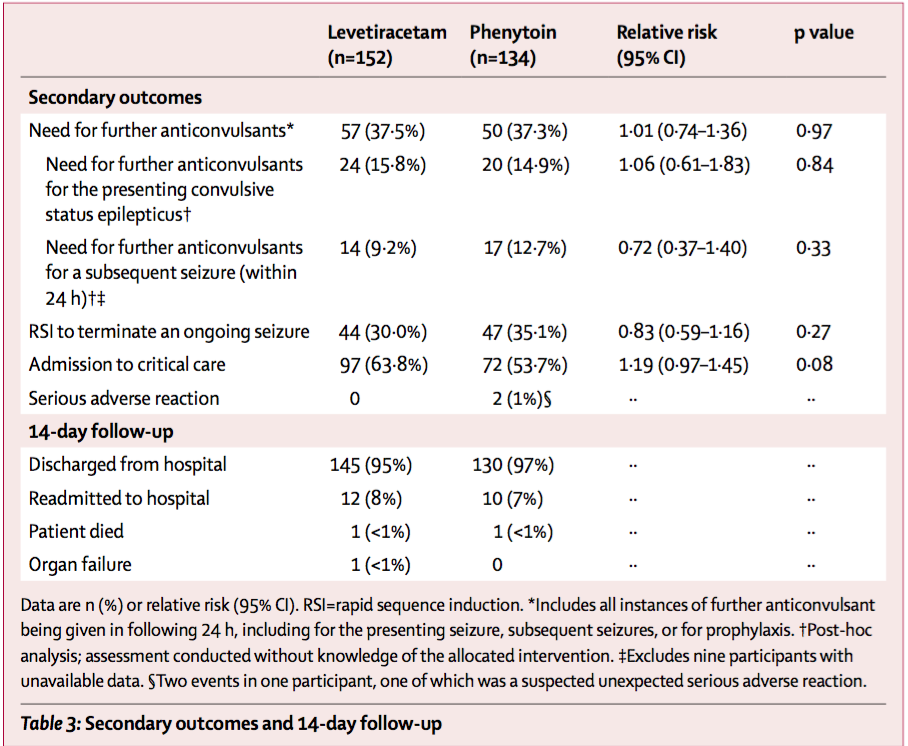 Levetiracetam Phenytoin Relative risk p value
(n=152) (n=134) (95% CI)
Secondary outcomes
Need for further anticonvulsants* 57 (37·5%) 50 (37·3%) 1·01 (0·74–1·36) 0·97
Need for further anticonvulsants 24 (15·8%) 20 (14·9%) 1·06 (0·61–1·83) 0·84
for the presenting convulsive
status epilepticus†
Need for further anticonvulsants 14 (9·2%) 17 (12·7%) 0·72 (0·37–1·40) 0·33
for a subsequent seizure (within
24 h)†‡
RSI to terminate an ongoing seizure 44 (30·0%) 47 (35·1%) 0·83 (0·59–1·16) 0·27
Admission to critical care 97 (63·8%) 72 (53·7%) 1·19 (0·97–1·45) 0·08
Serious adverse reaction 0 2 (1%)§ ·· ··
14-day follow-up
Discharged from hospital 145 (95%) 130 (97%) ·· ··
Readmitted to hospital 12 (8%) 10 (7%) ·· ··
Patient died 1 (<1%) 1 (<1%) ·· ··
Organ failure 1 (<1%) 0 ·· ··
Data are n (%) or relative risk (95% CI). RSI=rapid sequence induction. *Includes all instances of further anticonvulsant
being given in following 24 h, including for the presenting seizure, subsequent seizures, or for prophylaxis. †Post-hoc
analysis; assessment conducted without knowledge of the allocated intervention. ‡Excludes nine participants with
unavailable data. §Two events in one participant, one of which was a suspected unexpected serious adverse reaction.
Table 3: Secondary outcomes and 14-day follow-up